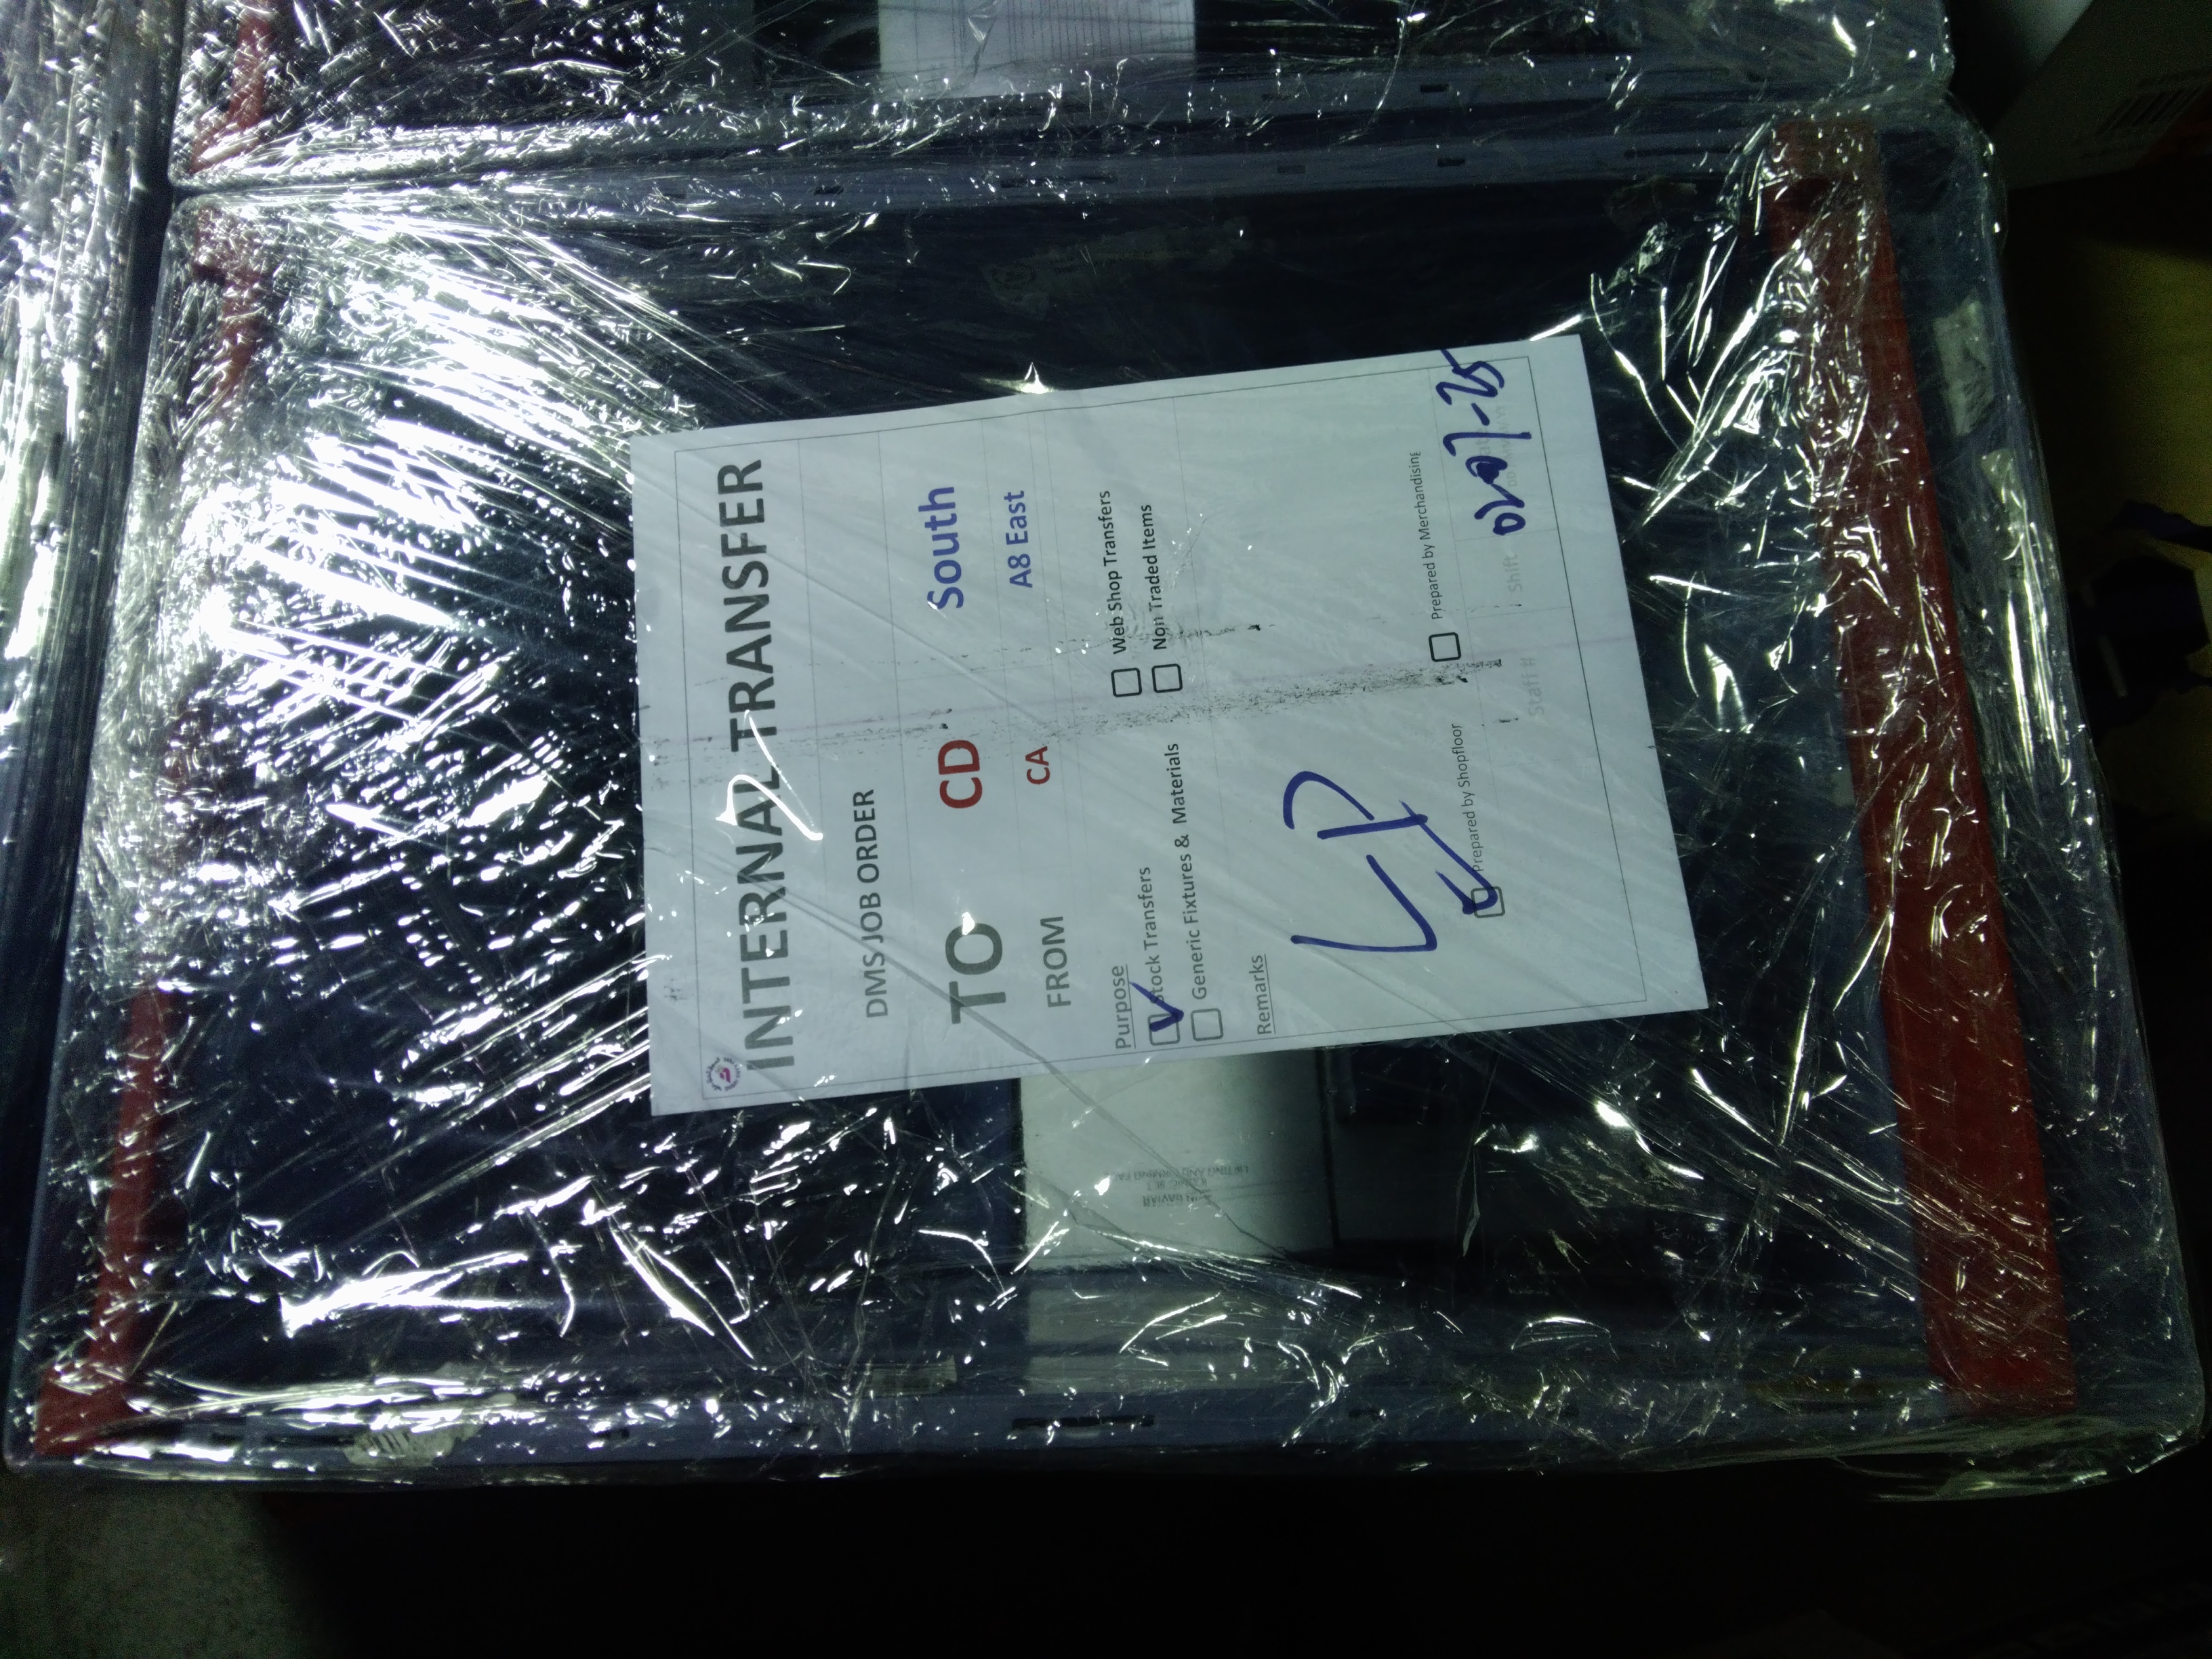 INTERNAL TRANSFER
DMS JOB ORDER
TO CD South
FROM CA A8 East
Purpose
Stock Transfers Web Shop Transfers
Generic Fixtures & Materials Non Traded Items
Remarks
LP
Prepared by Shopfloor Prepared by Merchandising
Staff # Shift